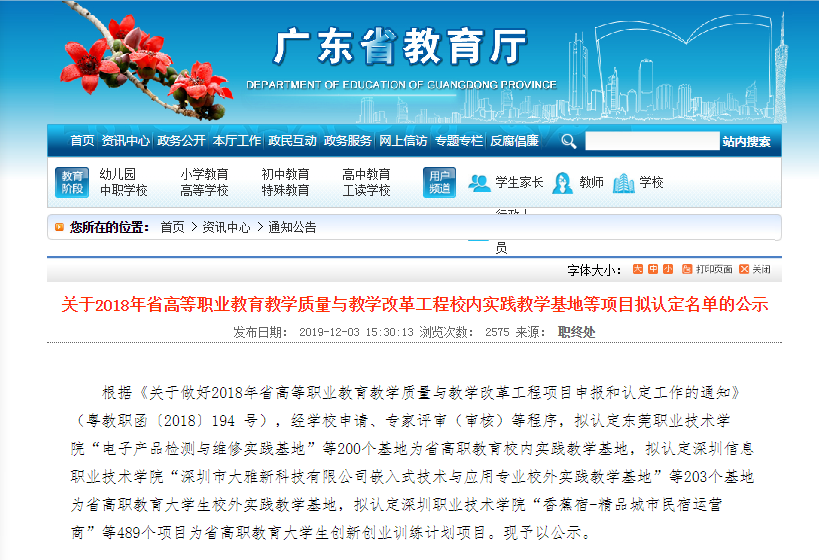 广东省教育厅
DEPARTMENT OF EDUCATION OF GUANGDONG PROVINCE
首页 资讯中心 政务公开 本厅工作 政民互动 政务服务 网上信访 专题专栏 反腐倡廉 站内搜索
教育阶段 幼儿园 小学教育 初中教育 高中教育 用户频道 学生家长 教师 学校
中职学校 高等学校 特殊教育 工读学校
您所在的位置： 首页 > 资讯中心 > 通知公告
员
字体大小： 大 中 小 打印页面 关闭
关于2018年省高等职业教育教学质量与教学改革工程校内实践教学基地等项目拟认定名单的公示
发布日期： 2019-12-03 15:30:13 浏览次数： 2575 来源： 职终处
根据《关于做好2018年省高等职业教育教学质量与教学改革工程项目申报和认定工作的通知》
（粤教职函〔2018〕194 号），经学校申请、专家评审（审核）等程序，拟认定东莞职业技术学
院“电子产品检测与维修实践基地”等200个基地为省高职教育校内实践教学基地，拟认定深圳信息
职业技术学院“深圳市大雅新科技有限公司嵌入式技术与应用专业校外实践教学基地”等203个基地
为省高职教育大学生校外实践教学基地，拟认定深圳职业技术学院“香蕉宿-精品城市民宿运营
商”等489个项目为省高职教育大学生创新创业训练计划项目。现予以公示。